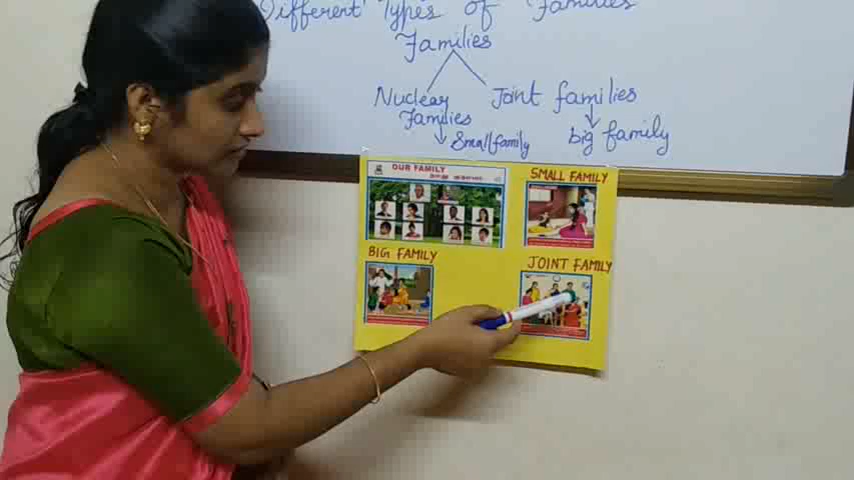 Different Types of Families
Families
Nuclear Families
Joint families
Small family
big family
OUR FAMILY
SMALL FAMILY
BIG FAMILY
JOINT FAMILY